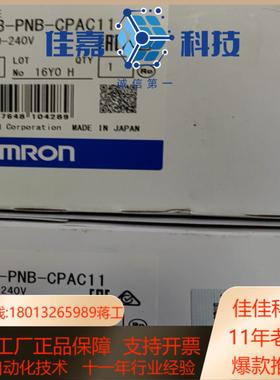 佳嘉 科技
诚信第一
B-PNB-CPAC11
0-240V
LOT
QTY
No 16Y0 H
1
Corporation MADE IN JAPAN
7648 104289
OMRON
-PNB-CPAC11
-240V
EAC
线:18013265989蒋工
佳佳科
工厂正品保障 支持开票
11年老
自动化技术 十一年行业经验
爆款推